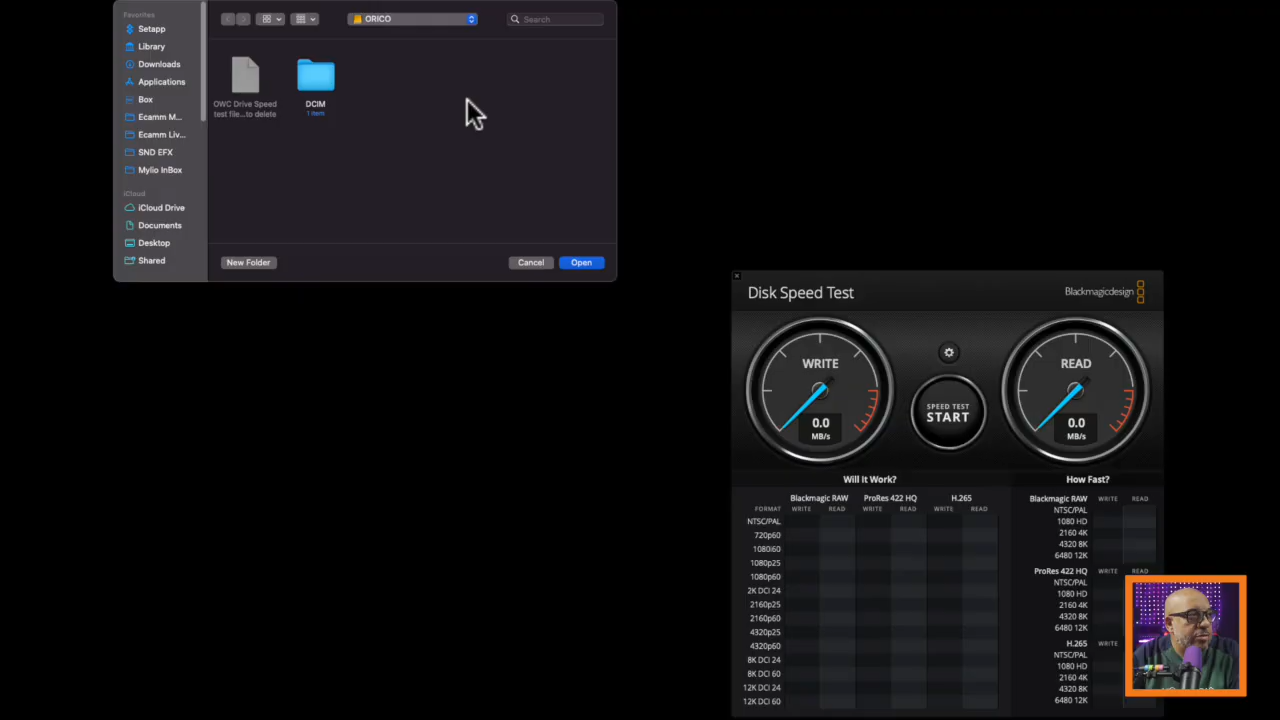 Favorites
Setapp
Library
Downloads
Applications
Box
Ecamm M...
Ecamm Liv...
SND EFX
Mylio InBox
iCloud
iCloud Drive
Documents
Desktop
Shared
ORICO
Search
OWC Drive Speed
test file...to delete
DCIM
1 item
New Folder
Cancel
Open
Disk Speed Test
Blackmagicdesign
WRITE
0.0
MB/s
SPEED TEST
START
READ
0.0
MB/s
Will It Work?
Blackmagic RAW ProRes 422 HQ H.265
FORMAT WRITE READ WRITE READ WRITE READ
NTSC/PAL
720p60
1080i60
1080p25
1080p60
2K DCI 24
2160p25
2160p60
4320p25
4320p60
8K DCI 24
8K DCI 60
12K DCI 24
12K DCI 60
How Fast?
Blackmagic RAW WRITE READ
NTSC/PAL
1080 HD
2160 4K
4320 8K
6480 12K
ProRes 422 HQ WRITE READ
NTSC/PAL
1080 HD
2160 4K
4320 8K
6480 12K
H.265 WRITE
NTSC/PAL
1080 HD
2160 4K
4320 8K
6480 12K